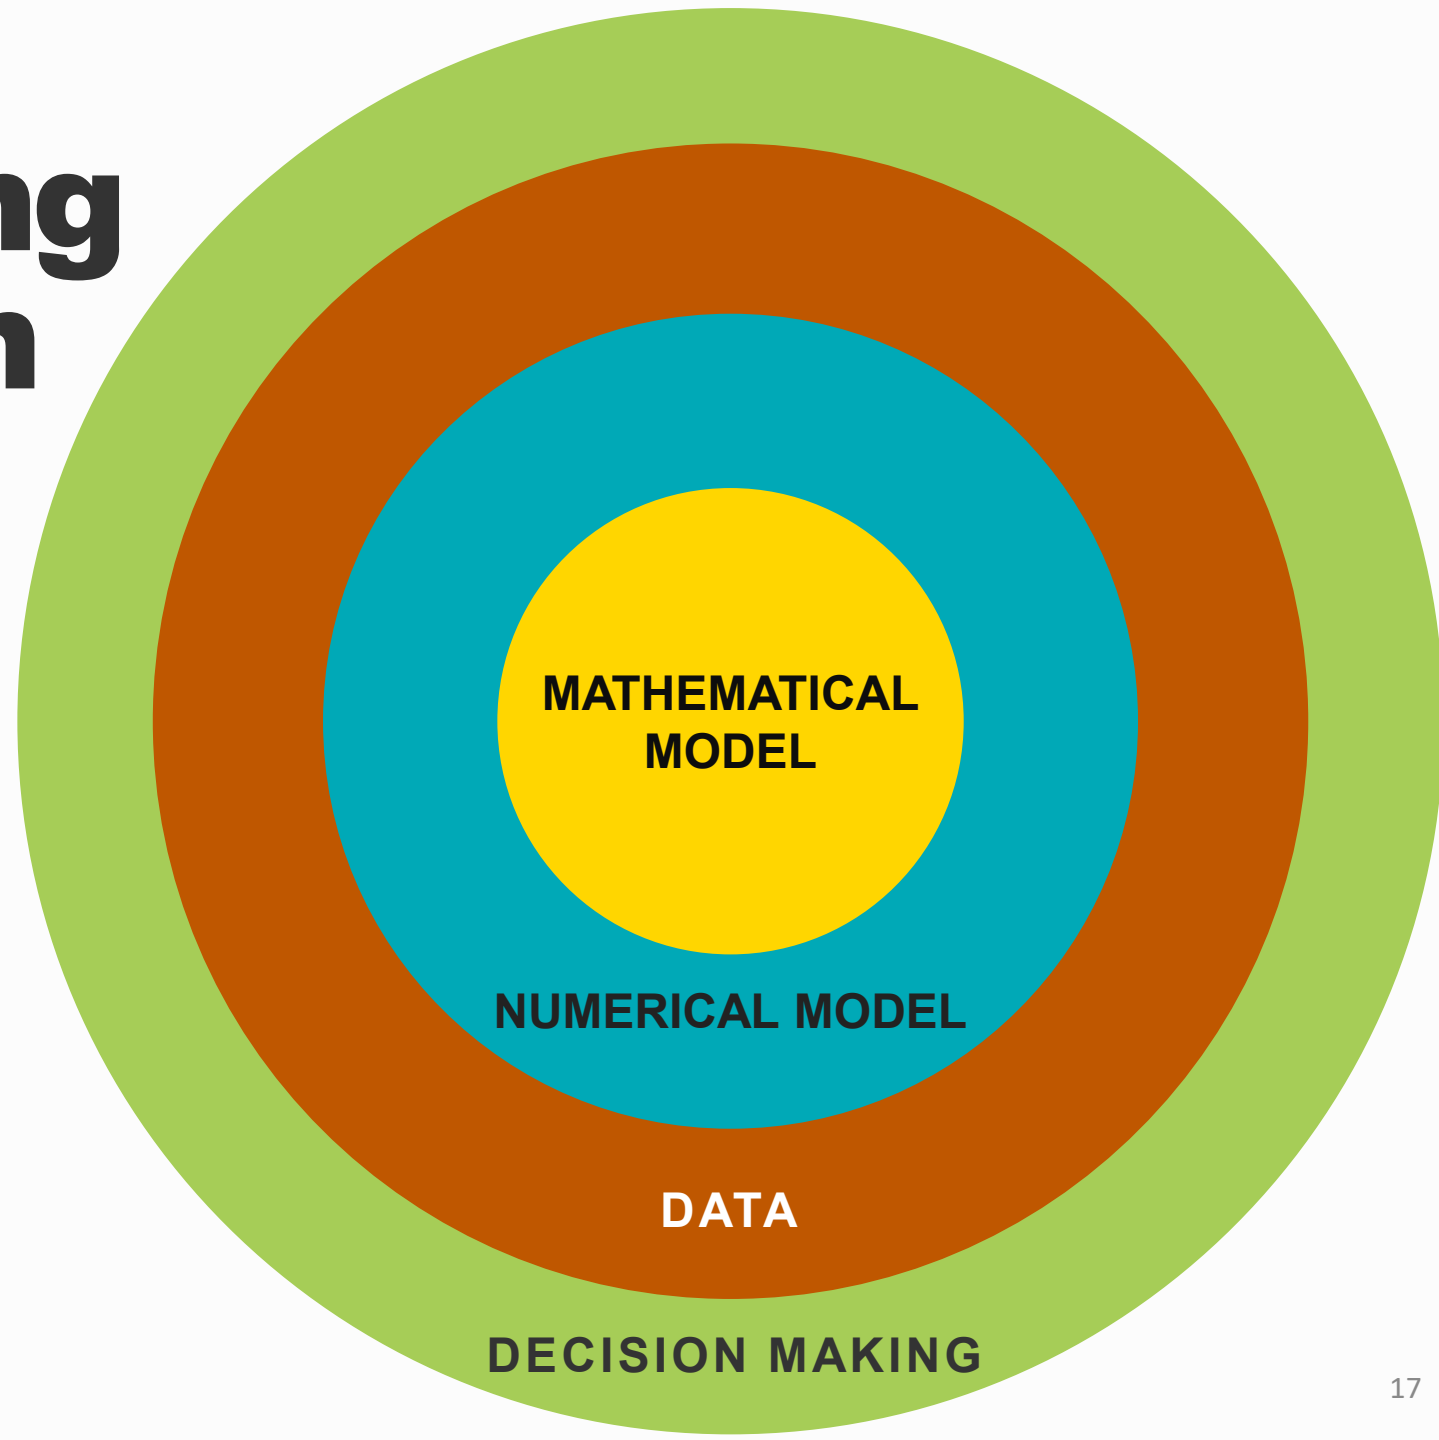 MATHEMATICAL
MODEL
NUMERICAL MODEL
DATA
DECISION MAKING
17